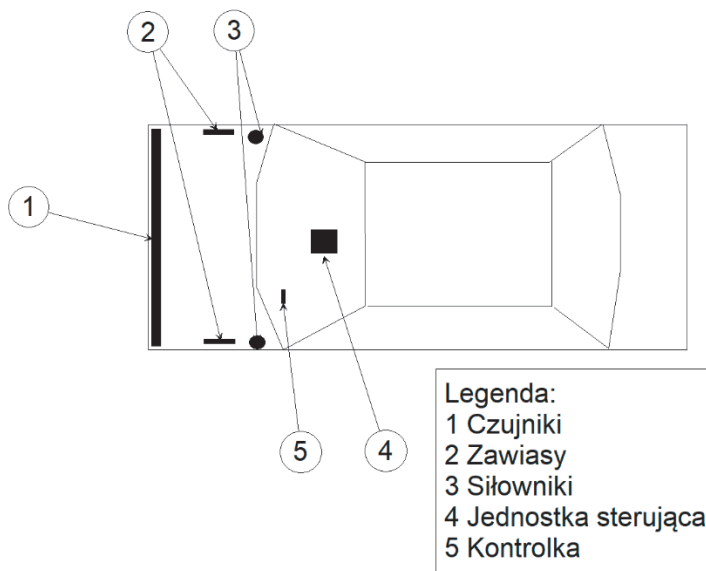 2
3
1
5
4
Legenda:
1 Czujniki
2 Zawiasy
3 Siłowniki
4 Jednostka sterująca
5 Kontrolka